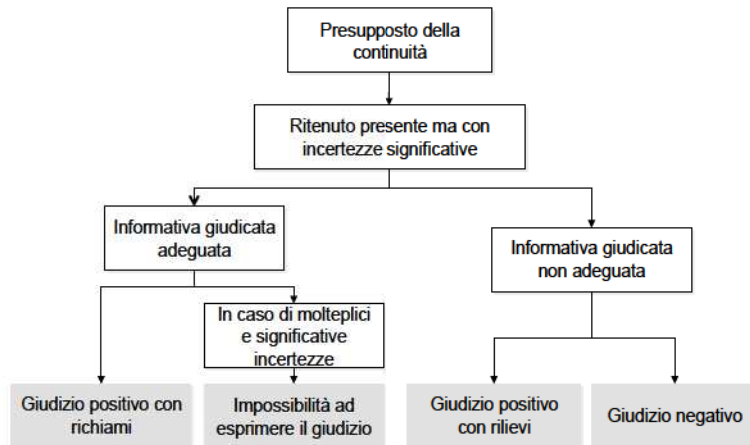 Presupposto della
continuità
Ritenuto presente ma con
incertezze significative
Informativa giudicata
adeguata
Informativa giudicata
non adeguata
In caso di molteplici
e significative
incertezze
Giudizio positivo con
richiami
Impossibilità ad
esprimere il giudizio
Giudizio positivo
con rilievi
Giudizio negativo